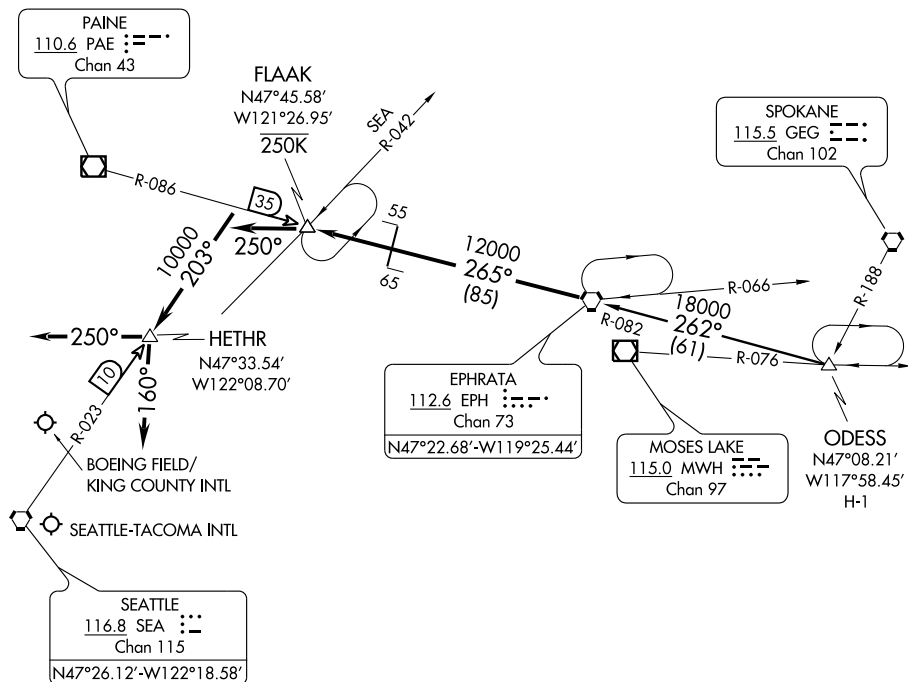 PAINE
110.6 PAE
Chan 43
FLAAK
N47°45.58'
W121°26.95'
250K
SEA
R-042
SPOKANE
115.5 GEG
Chan 102
R-086
35
250°
10000
203°
55
65
12000
265°
(85)
R-066
R-188
18000
262°
(61)
R-082
R-076
250°
HETHR
N47°33.54'
W122°08.70'
10
R-023
160°
EPHRATA
112.6 EPH
Chan 73
N47°22.68'-W119°25.44'
MOSES LAKE
115.0 MWH
Chan 97
ODESS
N47°08.21'
W117°58.45'
H-1
BOEING FIELD/
KING COUNTY INTL
SEATTLE-TACOMA INTL
SEATTLE
116.8 SEA
Chan 115
N47°26.12'-W122°18.58'